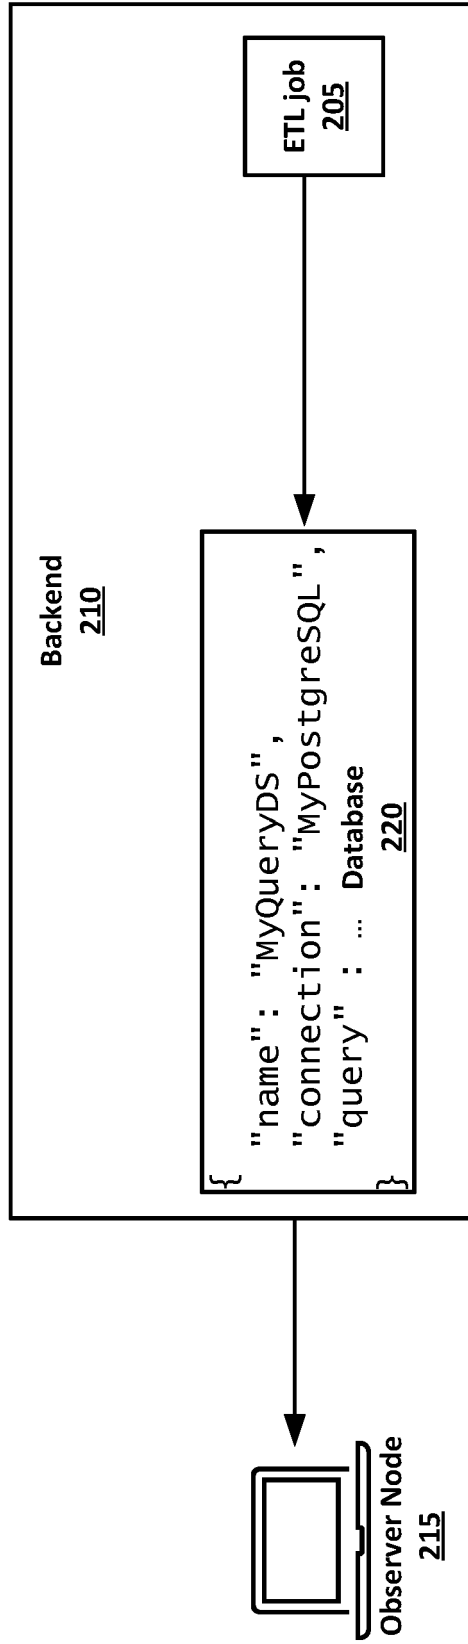 Backend
210
ETL job
205
{
"name": "MyQueryDS",
"connection": "MyPostgreSQL",
"query" : … Database
220
}
Observer Node
215